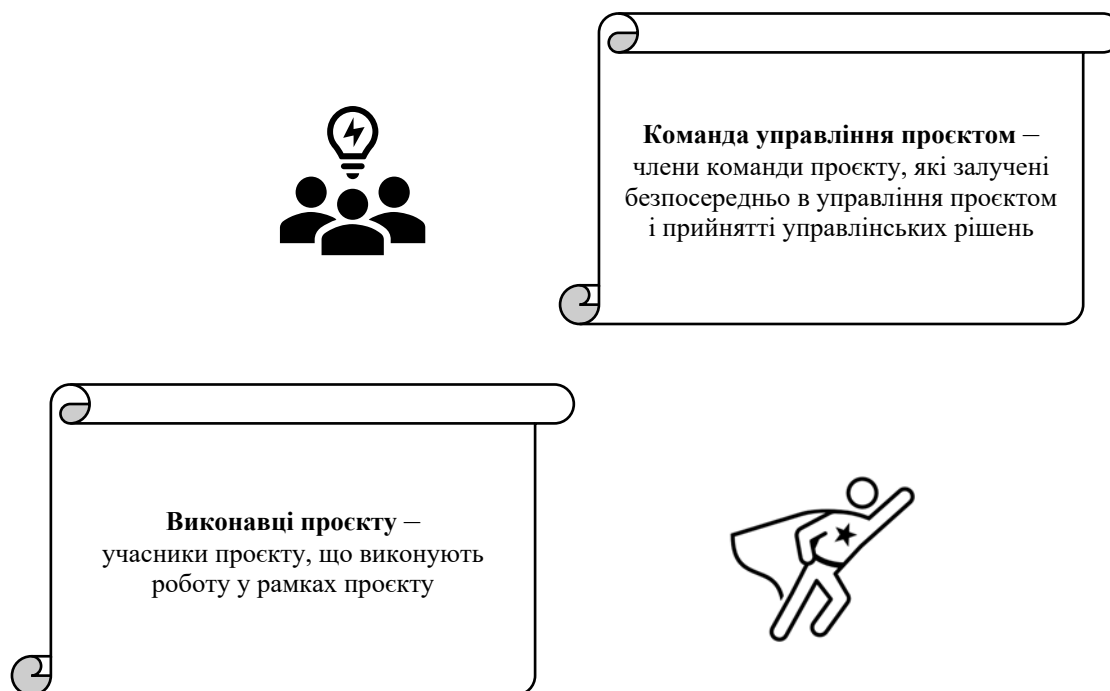 Команда управління проєктом –
члени команди проєкту, які залучені
безпосередньо в управління проєктом
і прийнятті управлінських рішень
Виконавці проєкту –
учасники проєкту, що виконують
роботу у рамках проєкту